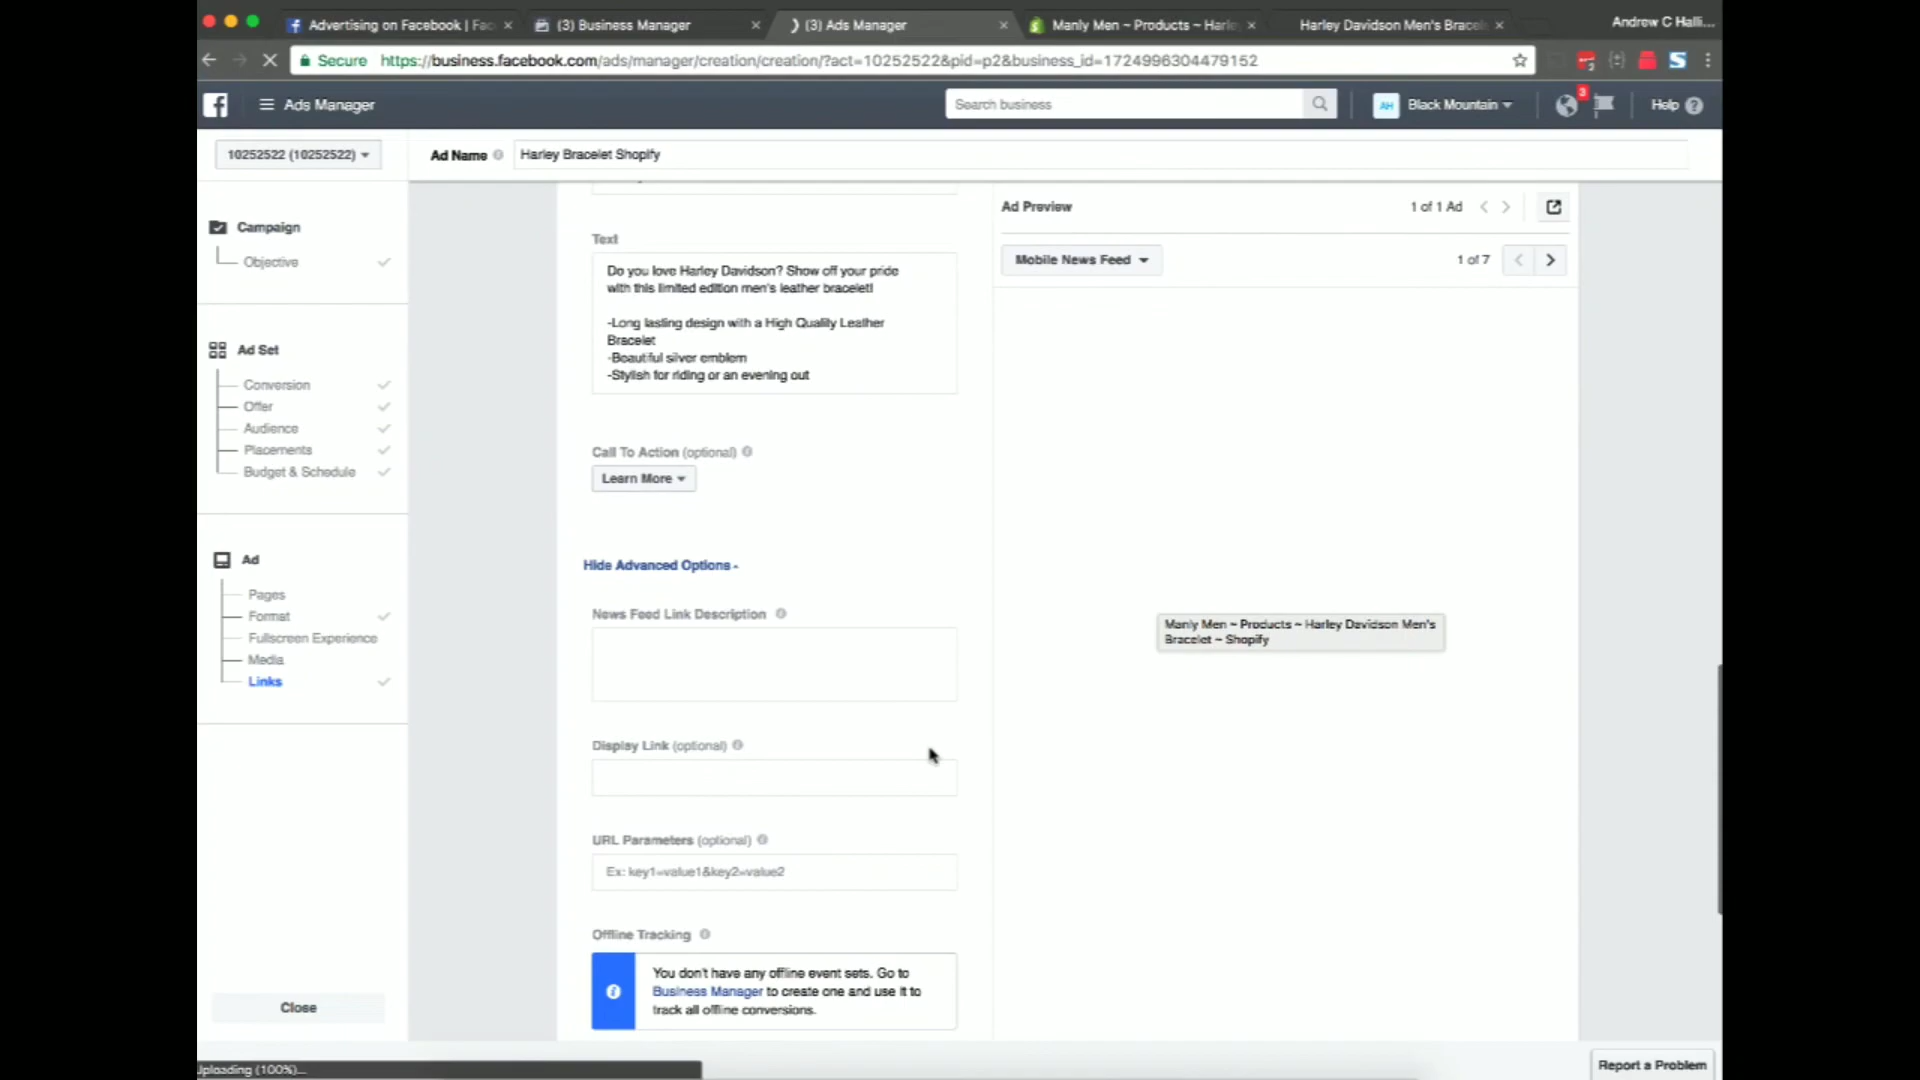 Advertising on Facebook | Fac
(3) Business Manager
(3) Ads Manager
Manly Men ~ Products ~ Harle
Harley Davidson Men's Bracel
Andrew C Halli...
Secure
https://business.facebook.com/ads/manager/creation/creation/?act=10252522&pid=p2&business_id=1724996304479152
Ads Manager
Search business
AH
Black Mountain
3
Help
10252522 (10252522)
Ad Name
Harley Bracelet Shopify
Campaign
Objective
Ad Set
Conversion
Offer
Audience
Placements
Budget & Schedule
Ad
Pages
Format
Fullscreen Experience
Media
Links
Close
Text
Do you love Harley Davidson? Show off your pride
with this limited edition men's leather bracelet!
-Long lasting design with a High Quality Leather
Bracelet
-Beautiful silver emblem
-Stylish for riding or an evening out
Call To Action (optional)
Learn More
Hide Advanced Options
News Feed Link Description
Display Link (optional)
URL Parameters (optional)
Ex: key1=value1&key2=value2
Offline Tracking
You don't have any offline event sets. Go to
Business Manager to create one and use it to
track all offline conversions.
Ad Preview
1 of 1 Ad
Mobile News Feed
1 of 7
Manly Men ~ Products ~ Harley Davidson Men's
Bracelet ~ Shopify
Uploading (100%)...
Report a Problem